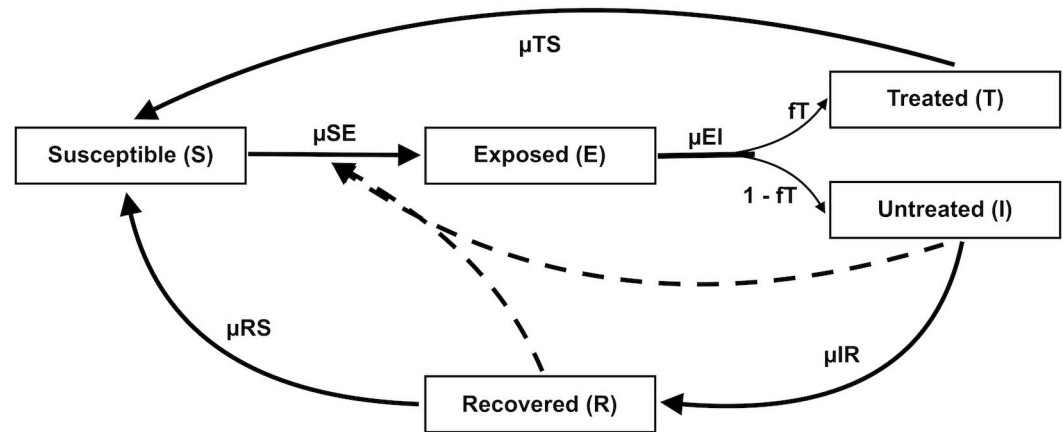 µTS
Treated (T)
fT
µSE
µEI
Susceptible (S)
Exposed (E)
1 - fT
Untreated (I)
µRS
µIR
Recovered (R)